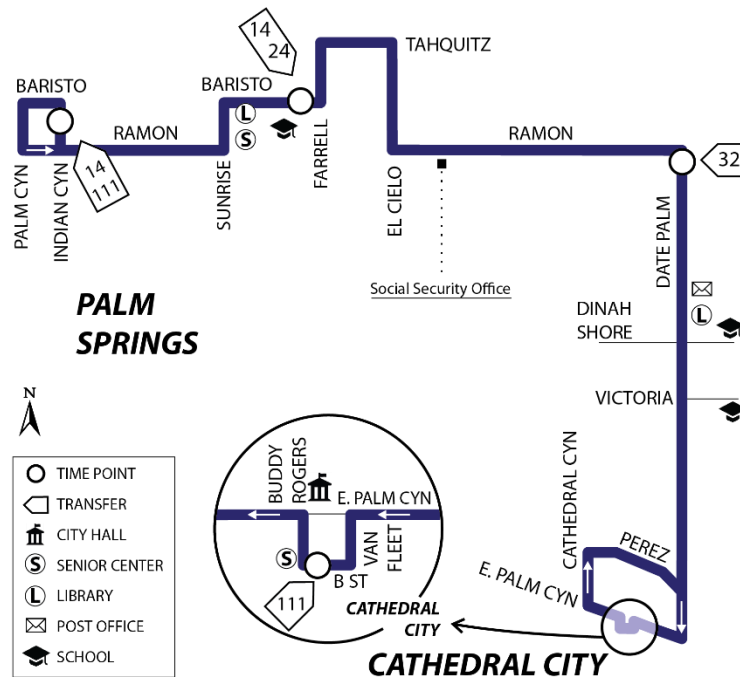 14
24
TAHQUITZ
BARISTO
BARISTO
RAMON
RAMON
L
S
14
111
32
PALM CYN
INDIAN CYN
SUNRISE
FARRELL
EL CIELO
DATE PALM
Social Security Office
PALM
SPRINGS
L
DINAH
SHORE
VICTORIA
N
TIME POINT
TRANSFER
CITY HALL
S SENIOR CENTER
L LIBRARY
POST OFFICE
SCHOOL
BUDDY
ROGERS
E. PALM CYN
VAN
FLEET
S
B ST
111
CATHEDRAL
CITY
CATHEDRAL CYN
PEREZ
E. PALM CYN
CATHEDRAL CITY